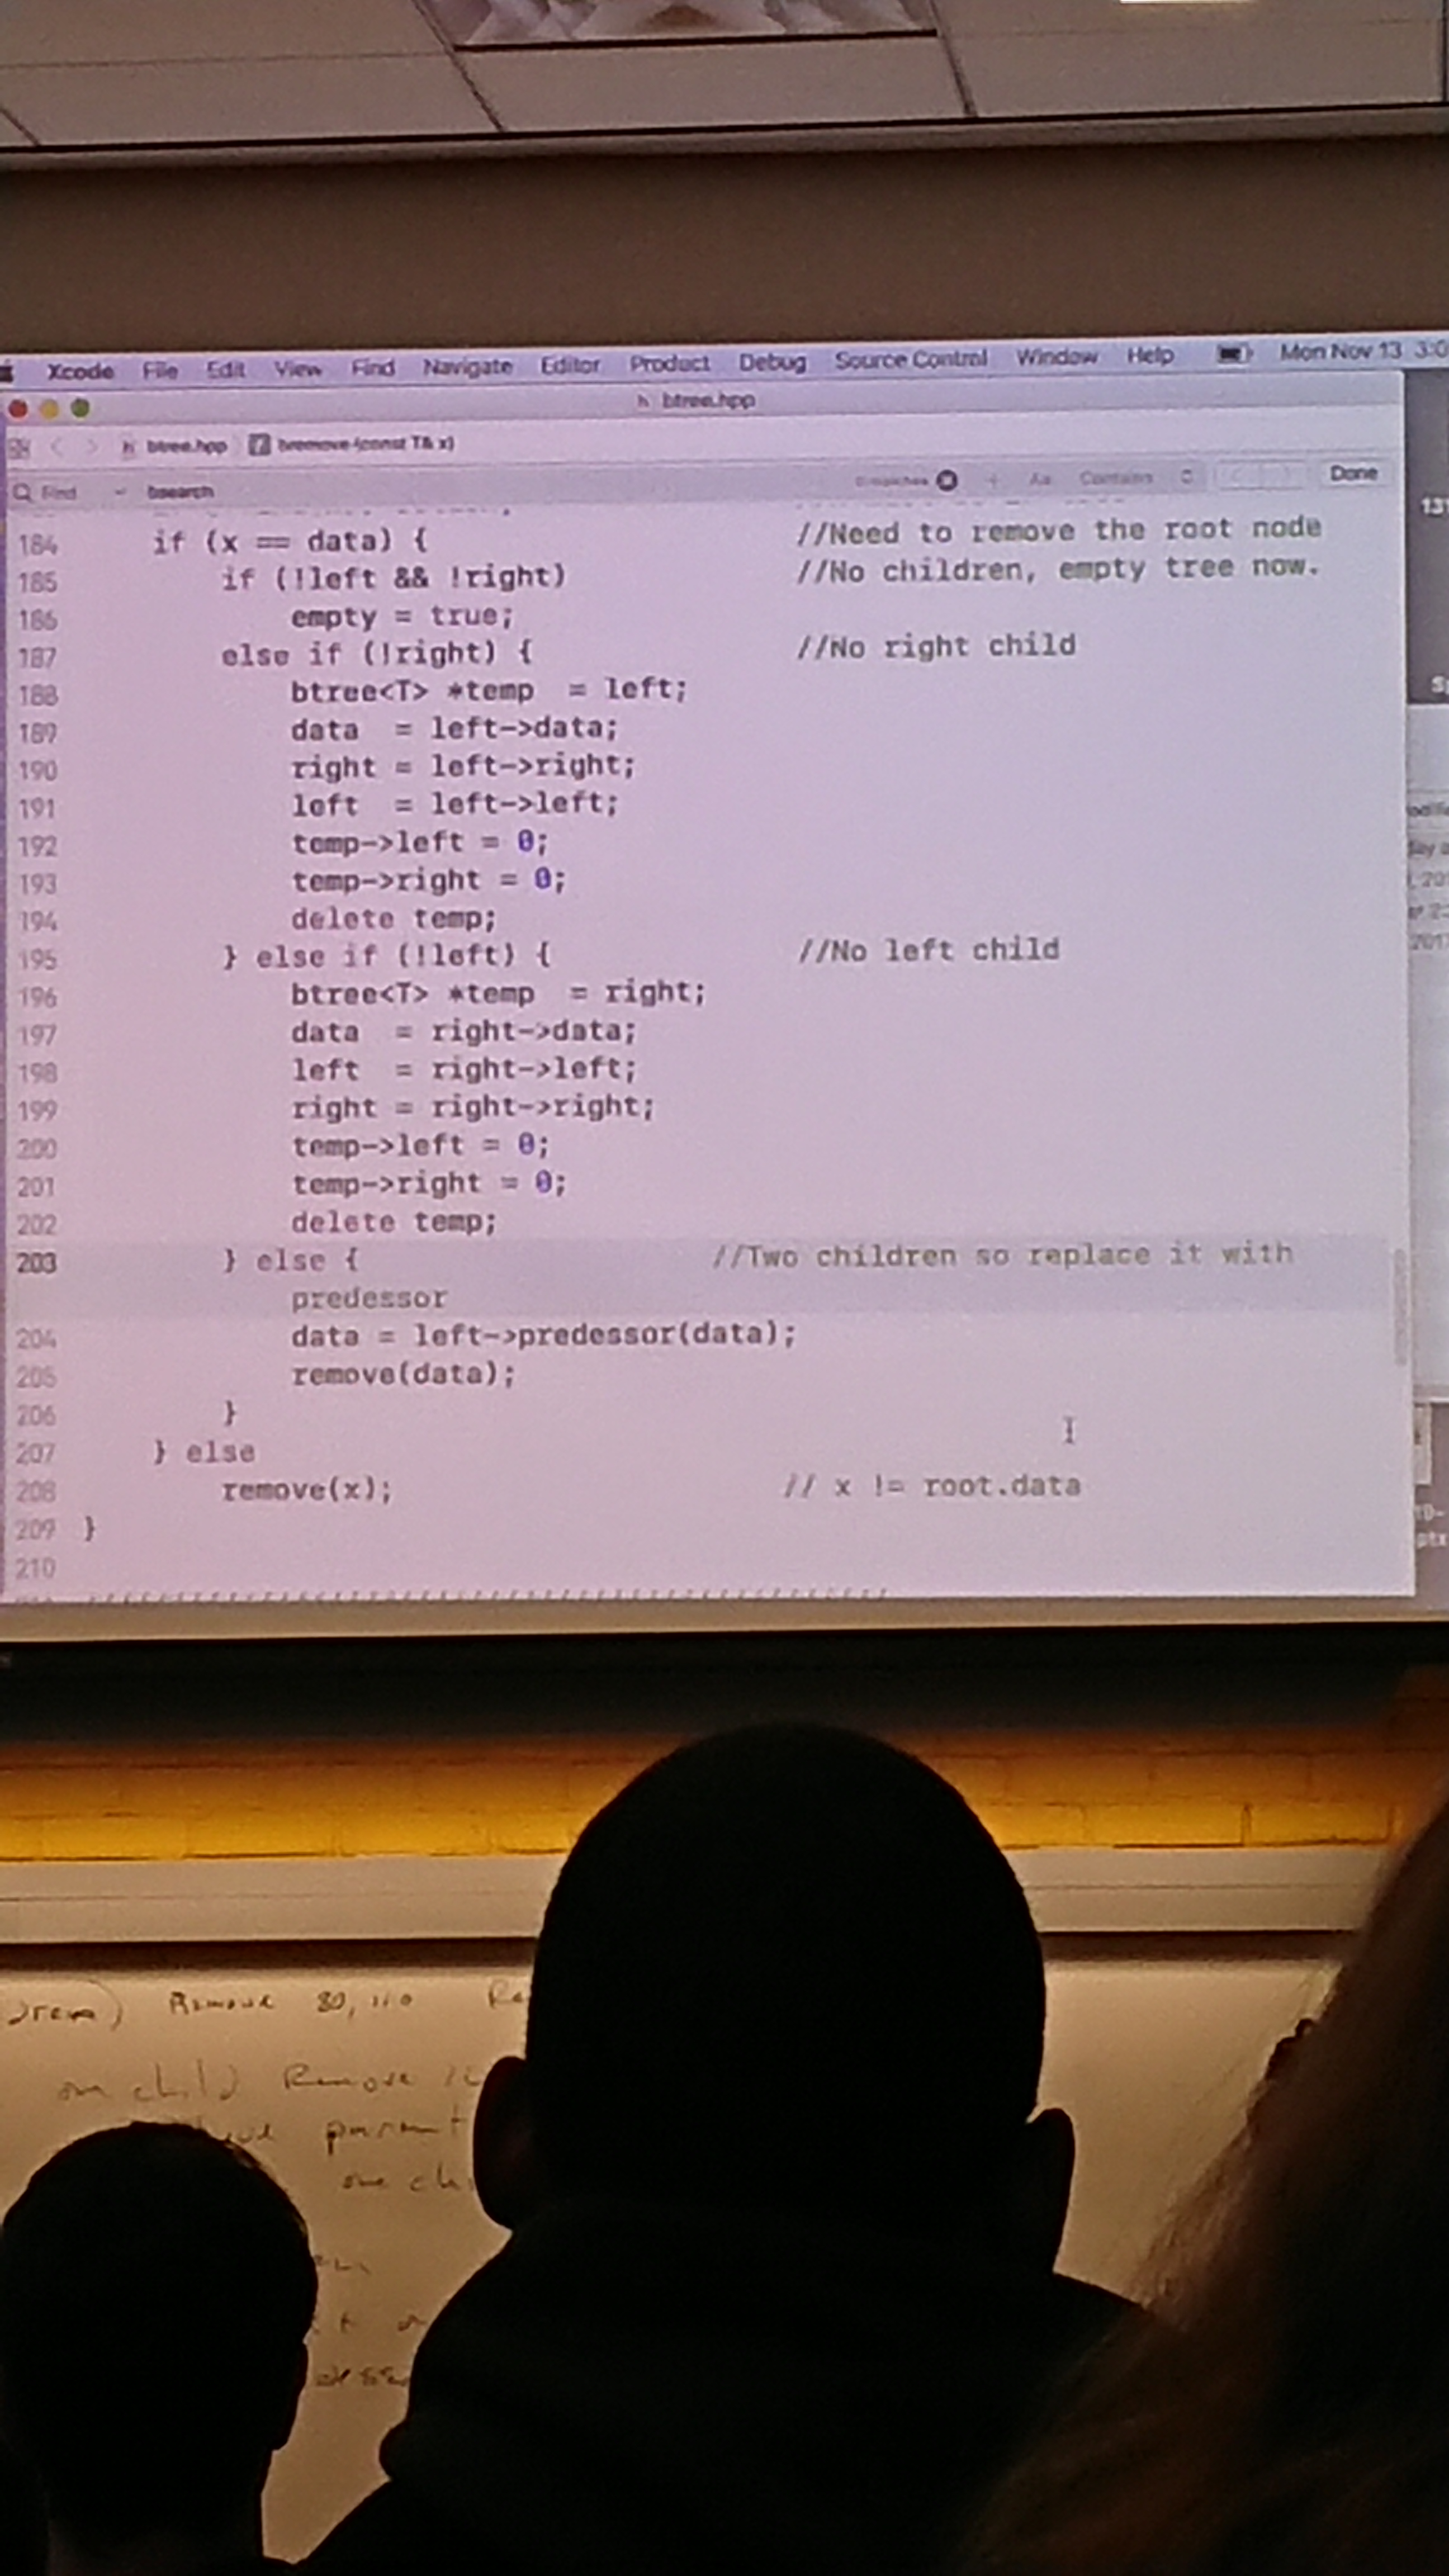 Xcode File Edit View Find Navigate Editor Product Debug Source Control Window Help Mon Nov 13 3:0
h btree.hpp
h btree.hpp bremove (const T& x)
Find bsearch Aa Contains Done
184 if (x == data) { //Need to remove the root node
185 if (!left && !right) //No children, empty tree now.
186 empty = true;
187 else if (!right) { //No right child
188 btree<T> *temp = left;
189 data = left->data;
190 right = left->right;
191 left = left->left;
192 temp->left = 0;
193 temp->right = 0;
194 delete temp;
195 } else if (!left) { //No left child
196 btree<T> *temp = right;
197 data = right->data;
198 left = right->left;
199 right = right->right;
200 temp->left = 0;
201 temp->right = 0;
202 delete temp;
203 } else { //Two children so replace it with
predessor
204 data = left->predessor(data);
205 remove(data);
206 }
207 } else
208 remove(x); // x != root.data
209 }
210
Remove 80, 110 Re
child Remove
parent
one chi